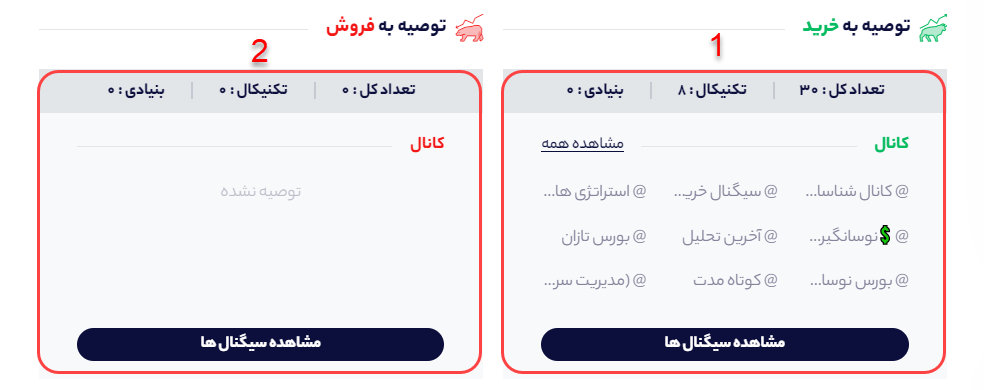 توصیه به خرید
1
تعداد کل : ۳۰ | تکنیکال : ۸ | بنیادی : ۰
کانال
مشاهده همه
@ کانال شناسا... @ سیگنال خریـ... @ استراتژی ها...
@ 💲نوسانگیر... @ آخرین تحلیل @ بورس تازان
@ بورس نوسا... @ کوتاه مدت @ (مدیریت سر...
مشاهده سیگنال ها
توصیه به فروش
2
تعداد کل : ۰ | تکنیکال : ۰ | بنیادی : ۰
کانال
توصیه نشده
مشاهده سیگنال ها